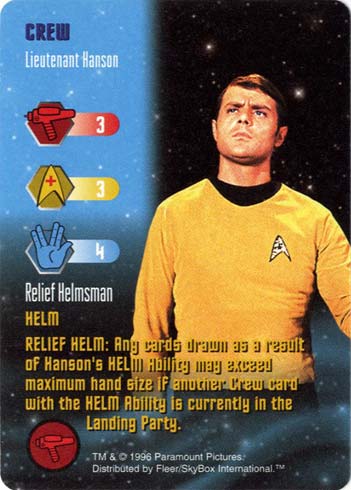 CREW
Lieutenant Hanson
3
3
4
Relief Helmsman
HELM
RELIEF HELM: Any cards drawn as a result
of Hanson's HELM Ability may exceed
maximum hand size if another Crew card
with the HELM Ability is currently in the
Landing Party.
TM & © 1996 Paramount Pictures.
Distributed by Fleer/SkyBox International.™